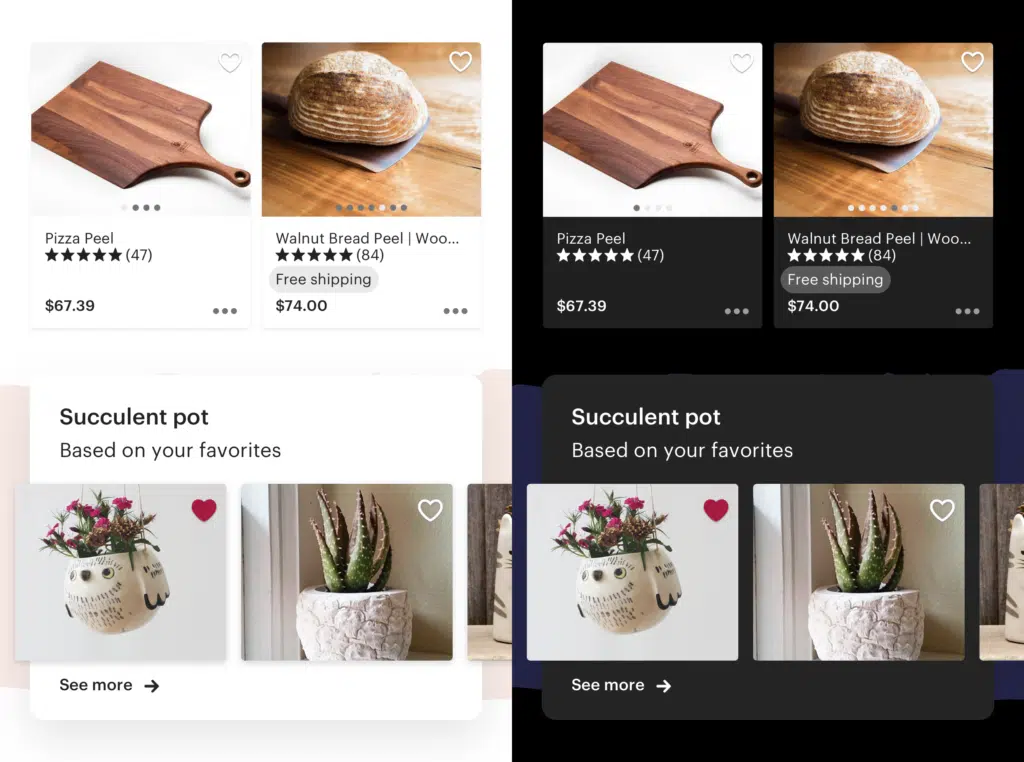 Pizza Peel
(47)
$67.39
Walnut Bread Peel | Woo...
(84)
Free shipping
$74.00
Succulent pot
Based on your favorites
See more
Pizza Peel
(47)
$67.39
Walnut Bread Peel | Woo...
(84)
Free shipping
$74.00
Succulent pot
Based on your favorites
See more